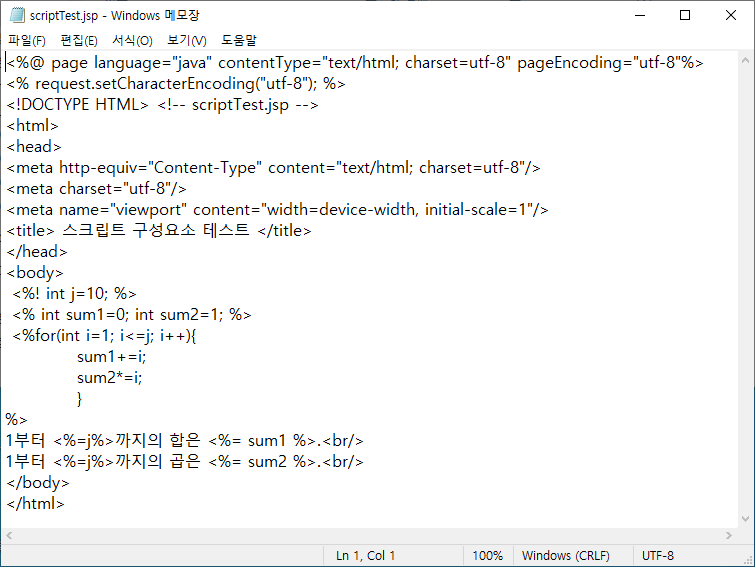 scriptTest.jsp - Windows 메모장
파일(F) 편집(E) 서식(O) 보기(V) 도움말
<%@ page language="java" contentType="text/html; charset=utf-8" pageEncoding="utf-8"%>
<% request.setCharacterEncoding("utf-8"); %>
<!DOCTYPE HTML> <!-- scriptTest.jsp -->
<html>
<head>
<meta http-equiv="Content-Type" content="text/html; charset=utf-8"/>
<meta charset="utf-8"/>
<meta name="viewport" content="width=device-width, initial-scale=1"/>
<title> 스크립트 구성요소 테스트 </title>
</head>
<body>
<%! int j=10; %>
<% int sum1=0; int sum2=1; %>
<%for(int i=1; i<=j; i++){
sum1+=i;
sum2*=i;
}
%>
1부터 <%=j%>까지의 합은 <%= sum1 %>.<br/>
1부터 <%=j%>까지의 곱은 <%= sum2 %>.<br/>
</body>
</html>
Ln 1, Col 1 100% Windows (CRLF) UTF-8